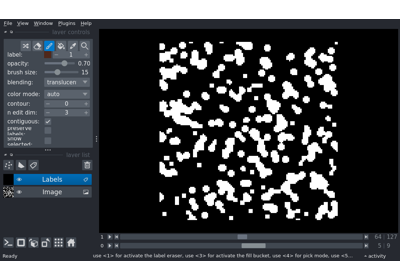 File View Window Plugins Help
layer controls
label: 1
opacity: 0.70
brush size: 15
blending: translucen
color mode: auto
contour: 0
n edit dim: 3
contiguous:
preserve labels:
show selected:
layer list
Labels
Image
1 64 127
0 5 9
Ready use <1> for activate the label eraser, use <3> for activate the fill bucket, use <4> for pick mode, use <5... activity